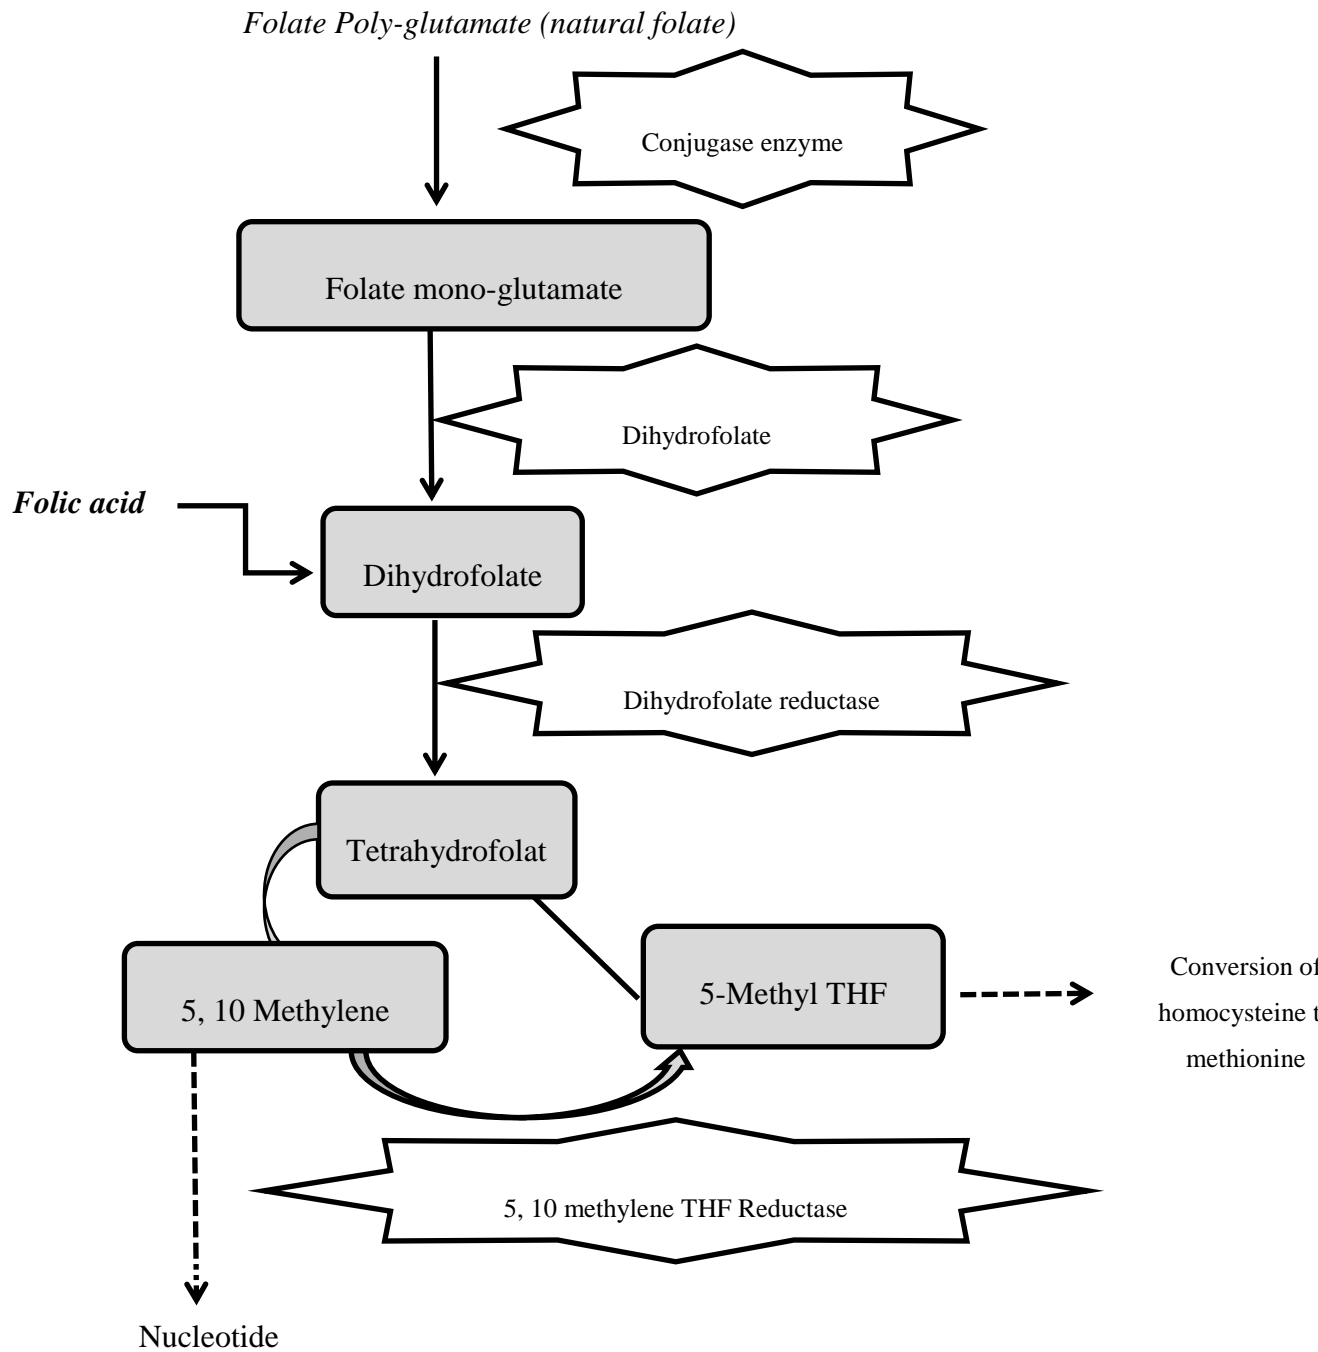 Folate Poly-glutamate (natural folate)
Conjugase enzyme
Folate mono-glutamate
Dihydrofolate
Folic acid
Dihydrofolate
Dihydrofolate reductase
Tetrahydrofolat
5-Methyl THF
5, 10 Methylene
Conversion of
homocysteine t
methionine
5, 10 methylene THF Reductase
Nucleotide